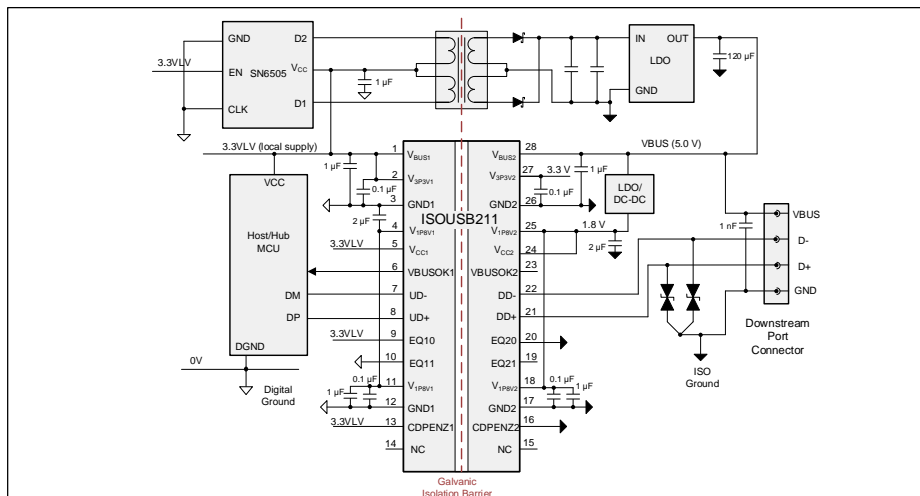 GND
D2
3.3VLV
EN
SN6505
VCC
CLK
D1
1 µF
IN
OUT
LDO
GND
120 µF
3.3VLV (local supply)
VBUS (5.0 V)
1
VBUS1
28
VBUS2
1 µF
2
V3P3V1
27
V3P3V2
3.3 V
1 µF
0.1 µF
0.1 µF
3
GND1
26
GND2
ISOUSB211
2 µF
4
V1P8V1
25
V1P8V2
1.8 V
LDO/
DC-DC
3.3VLV
5
VCC1
24
VCC2
2 µF
6
VBUSOK1
23
VBUSOK2
7
UD-
22
DD-
8
UD+
21
DD+
3.3VLV
9
EQ10
20
EQ20
10
EQ11
19
EQ21
11
V1P8V1
18
V1P8V2
0.1 µF
1 µF
0.1 µF
1 µF
12
GND1
17
GND2
3.3VLV
13
CDPENZ1
16
CDPENZ2
14
NC
15
NC
VCC
Host/Hub
MCU
DM
DP
DGND
0V
Digital
Ground
1 nF
VBUS
D-
D+
GND
Downstream
Port
Connector
ISO
Ground
Galvanic
Isolation Barrier